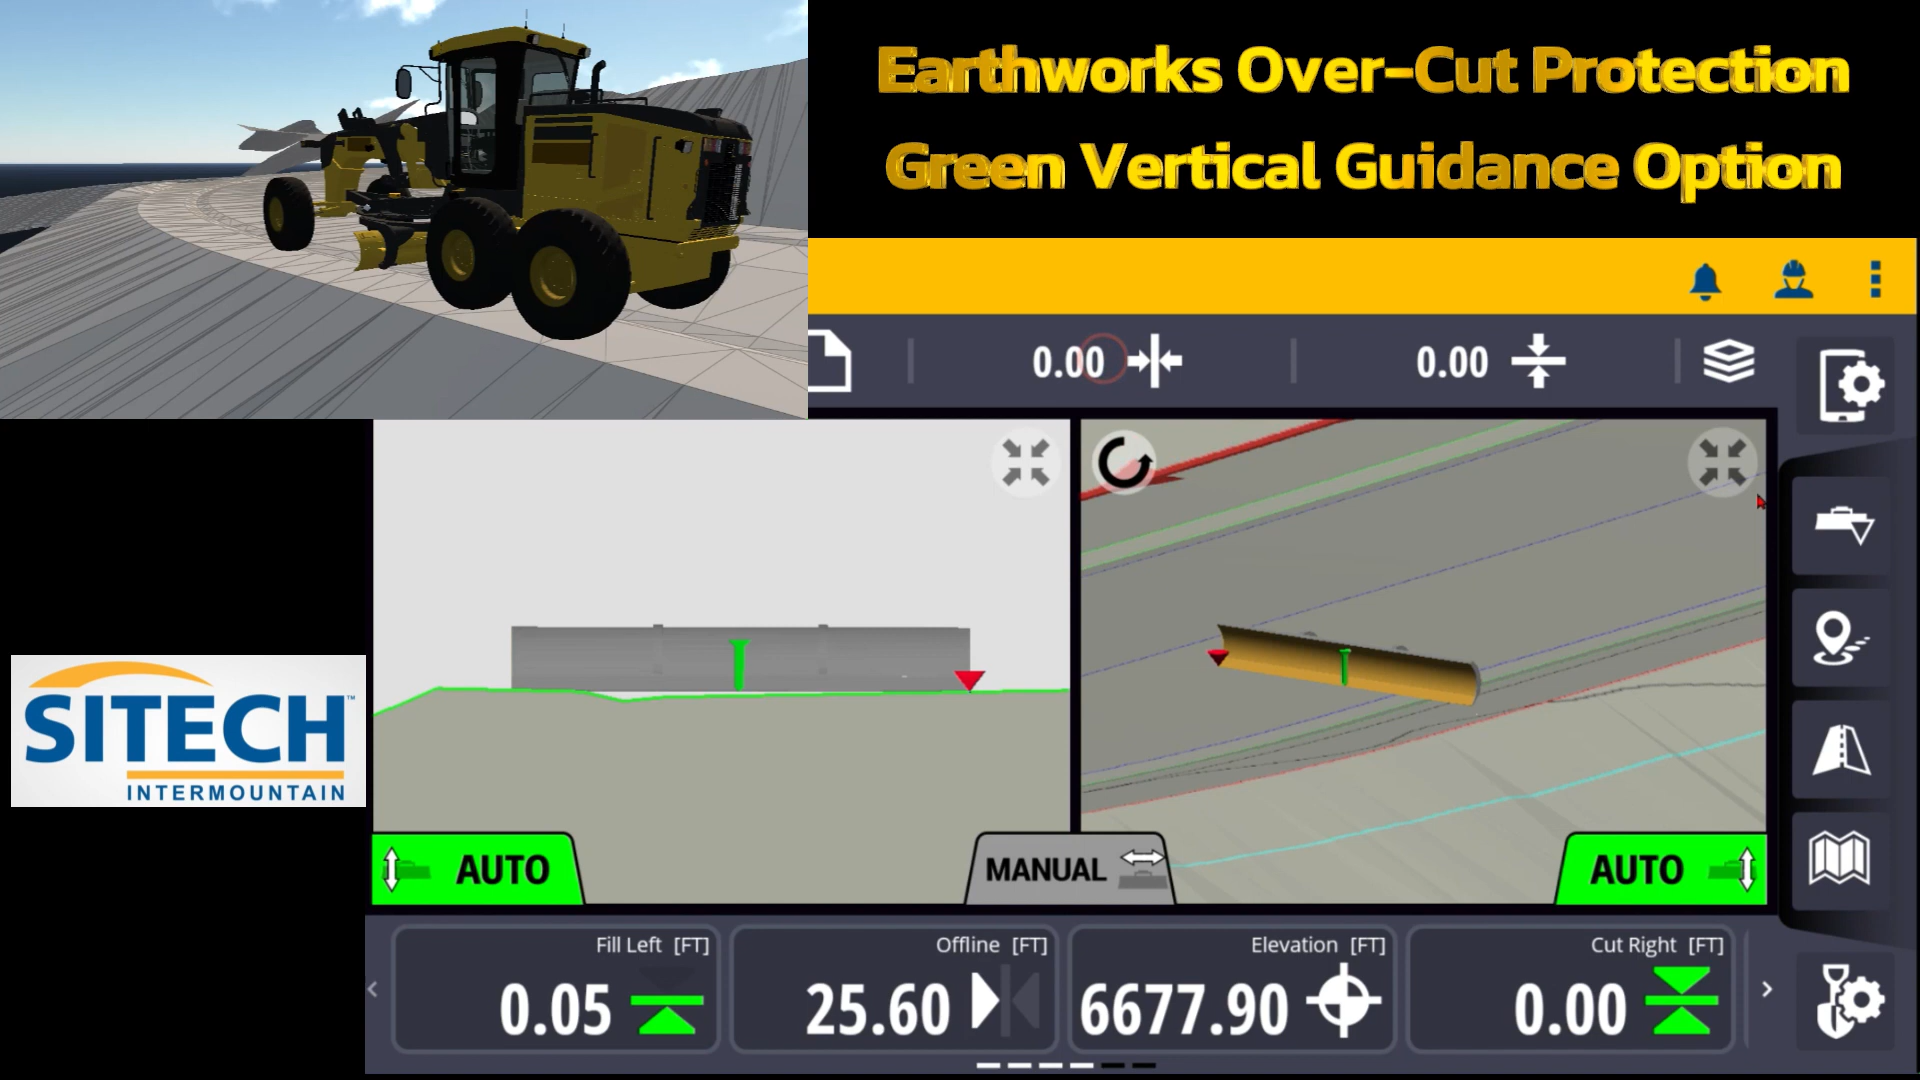 Earthworks Over-Cut Protection
Green Vertical Guidance Option
0.00
0.00
SITECH™
INTERMOUNTAIN
AUTO
MANUAL
AUTO
Fill Left [FT]
0.05
Offline [FT]
25.60
Elevation [FT]
6677.90
Cut Right [FT]
0.00